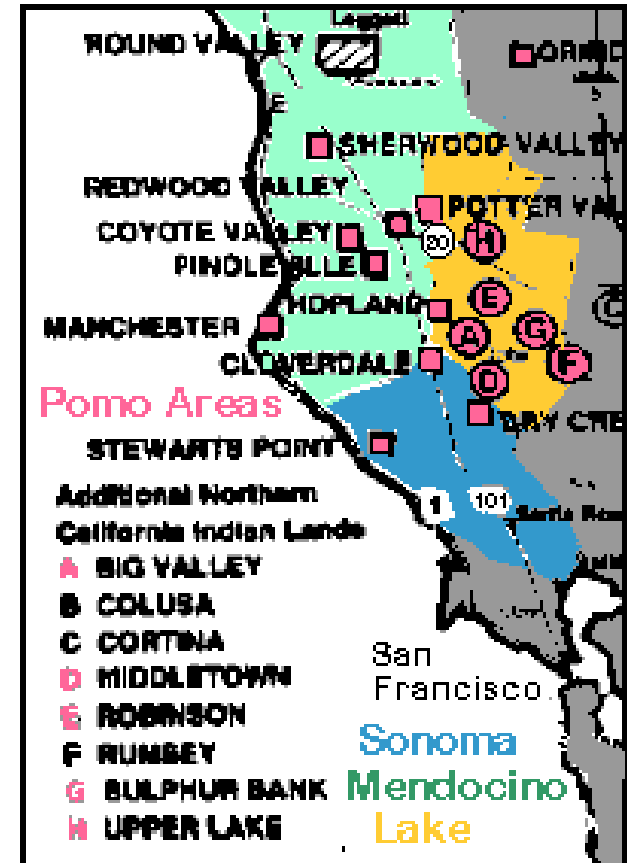 Leggett
ROUND VALLEY
SHERWOOD VALLEY
REDWOOD VALLEY
POTTER VAL
COYOTE VALLEY
20
H
PINOLEVILLE
E
HOPLAND
G
MANCHESTER
A
F
CLOVERDALE
D
Pomo Areas
DRY CRE
STEWARTS POINT
Additional Northern
1
101
California Indian Lands
A BIG VALLEY
B COLUSA
C CORTINA
San
D MIDDLETOWN
Francisco
E ROBINSON
Sonoma
F RUMSEY
G SULPHUR BANK
Mendocino
H UPPER LAKE
Lake